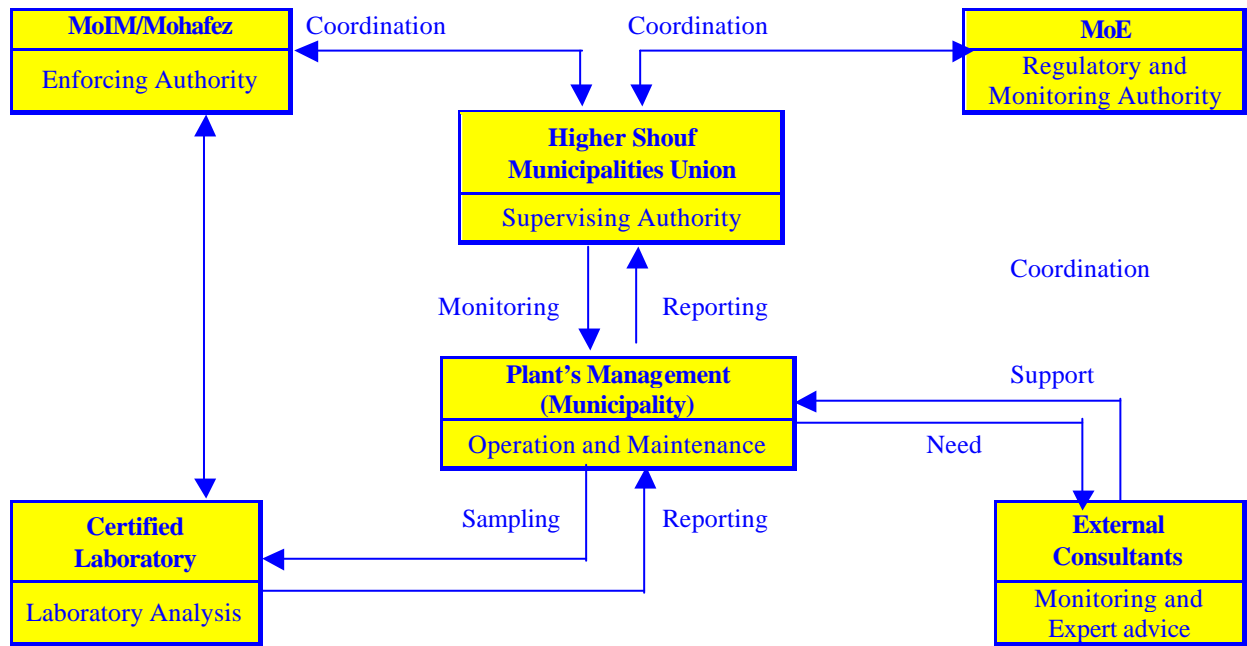 MoIM/Mohafez
Enforcing Authority
Coordination
Coordination
MoE
Regulatory and
Monitoring Authority
Higher Shouf
Municipalities Union
Supervising Authority
Coordination
Monitoring
Reporting
Plant's Management
(Municipality)
Operation and Maintenance
Support
Need
Sampling
Reporting
Certified
Laboratory
Laboratory Analysis
External
Consultants
Monitoring and
Expert advice